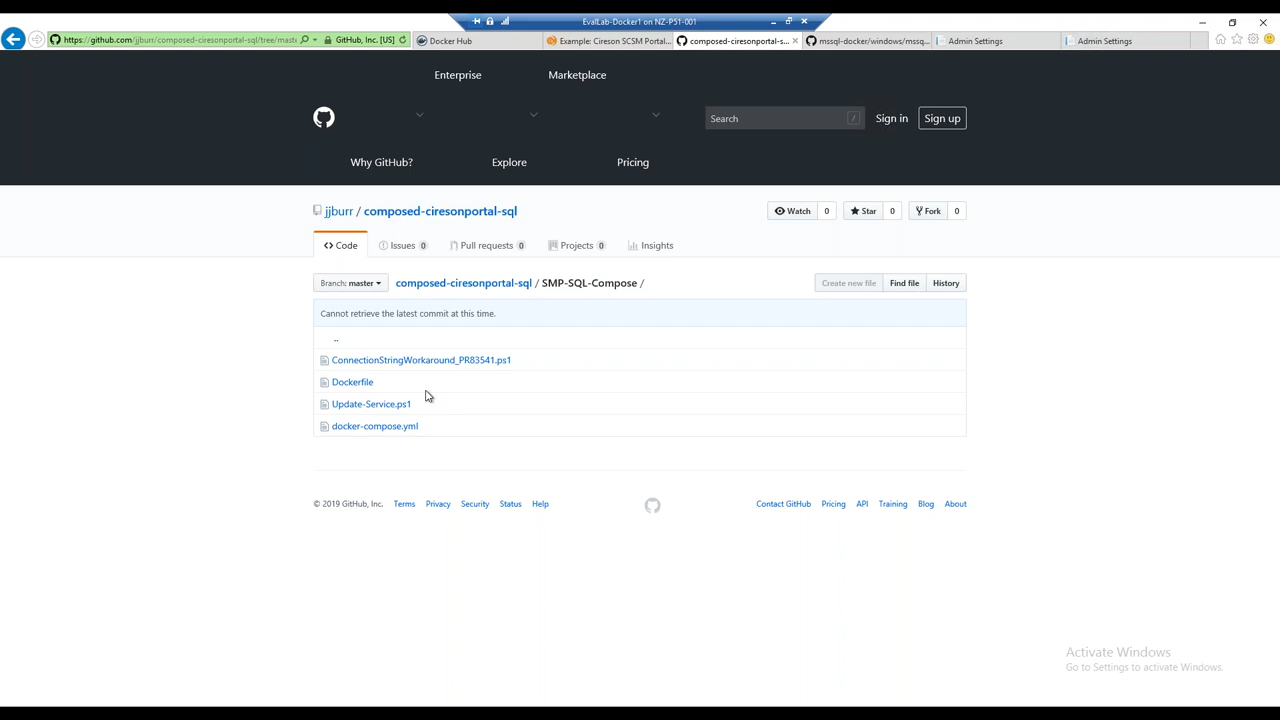 EvalLab-Docker1 on NZ-P51-001
https://github.com/jjburr/composed-ciresonportal-sql/tree/mast
GitHub, Inc. [US]
Docker Hub
Example: Cireson SCSM Portal...
composed-ciresonportal-s...
mssql-docker/windows/mssq...
Admin Settings
Admin Settings
Enterprise
Marketplace
Search
/
Sign in
Sign up
Why GitHub?
Explore
Pricing
jjburr / composed-ciresonportal-sql
Watch 0
Star 0
Fork 0
Code
Issues 0
Pull requests 0
Projects 0
Insights
Branch: master
composed-ciresonportal-sql / SMP-SQL-Compose /
Create new file
Find file
History
Cannot retrieve the latest commit at this time.
..
ConnectionStringWorkaround_PR83541.ps1
Dockerfile
Update-Service.ps1
docker-compose.yml
© 2019 GitHub, Inc.
Terms
Privacy
Security
Status
Help
Contact GitHub
Pricing
API
Training
Blog
About
Activate Windows
Go to Settings to activate Windows.